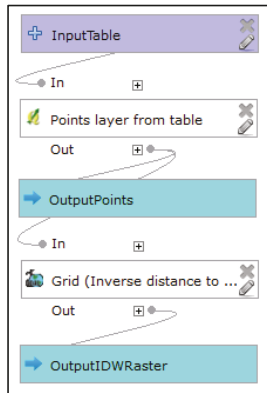 InputTable
In
Points layer from table
Out
OutputPoints
In
Grid (Inverse distance to ...
Out
OutputIDWRaster